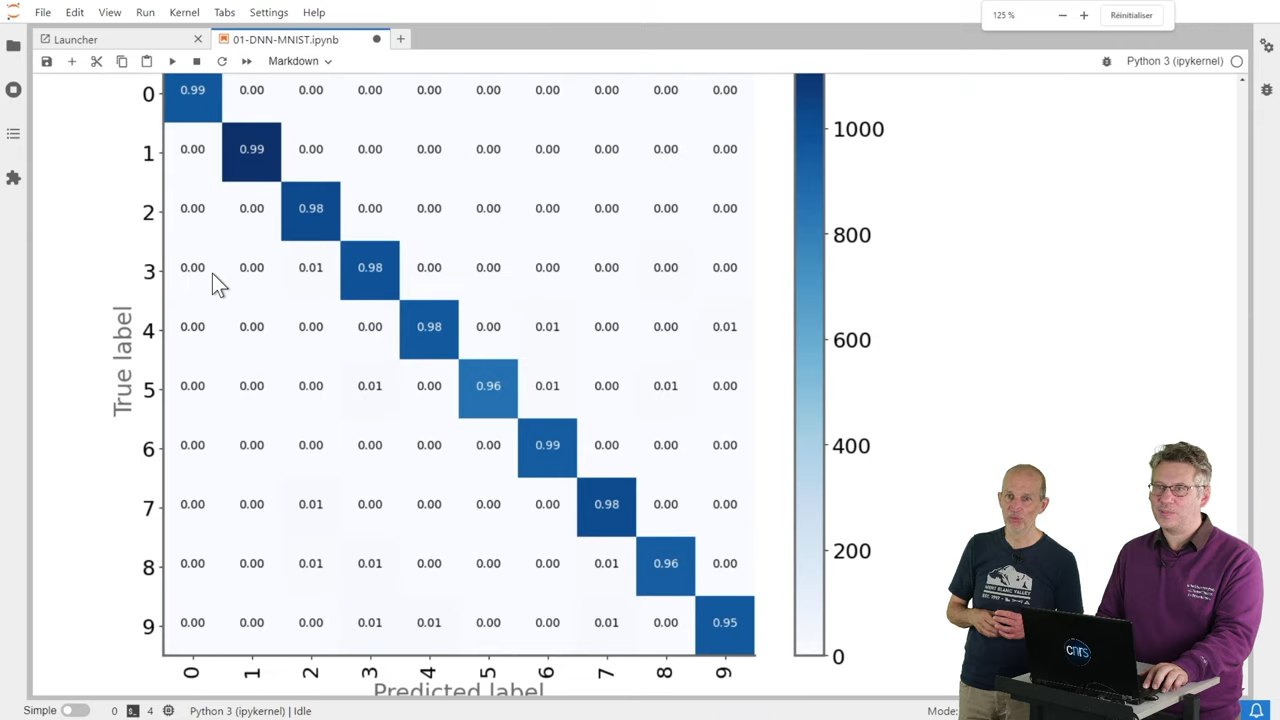 File Edit View Run Kernel Tabs Settings Help
125 % Réinitialiser
Launcher 01-DNN-MNIST.ipynb
Markdown Python 3 (ipykernel)
0 0.99 0.00 0.00 0.00 0.00 0.00 0.00 0.00 0.00 0.00
1 0.00 0.99 0.00 0.00 0.00 0.00 0.00 0.00 0.00 0.00
2 0.00 0.00 0.98 0.00 0.00 0.00 0.00 0.00 0.00 0.00
3 0.00 0.00 0.01 0.98 0.00 0.00 0.00 0.00 0.00 0.00
4 0.00 0.00 0.00 0.00 0.98 0.00 0.01 0.00 0.00 0.01
5 0.00 0.00 0.00 0.01 0.00 0.96 0.01 0.00 0.01 0.00
6 0.00 0.00 0.00 0.00 0.00 0.00 0.99 0.00 0.00 0.00
7 0.00 0.00 0.01 0.00 0.00 0.00 0.00 0.98 0.00 0.00
8 0.00 0.00 0.01 0.01 0.00 0.00 0.00 0.01 0.96 0.00
9 0.00 0.00 0.00 0.01 0.01 0.00 0.00 0.01 0.00 0.95
0 1 2 3 4 5 6 7 8 9
True label
Predicted label
1000
800
600
400
200
0
MONT BLANC VALLEY
cnrs
Simple 0 4 Python 3 (ipykernel) | Idle
Mode: